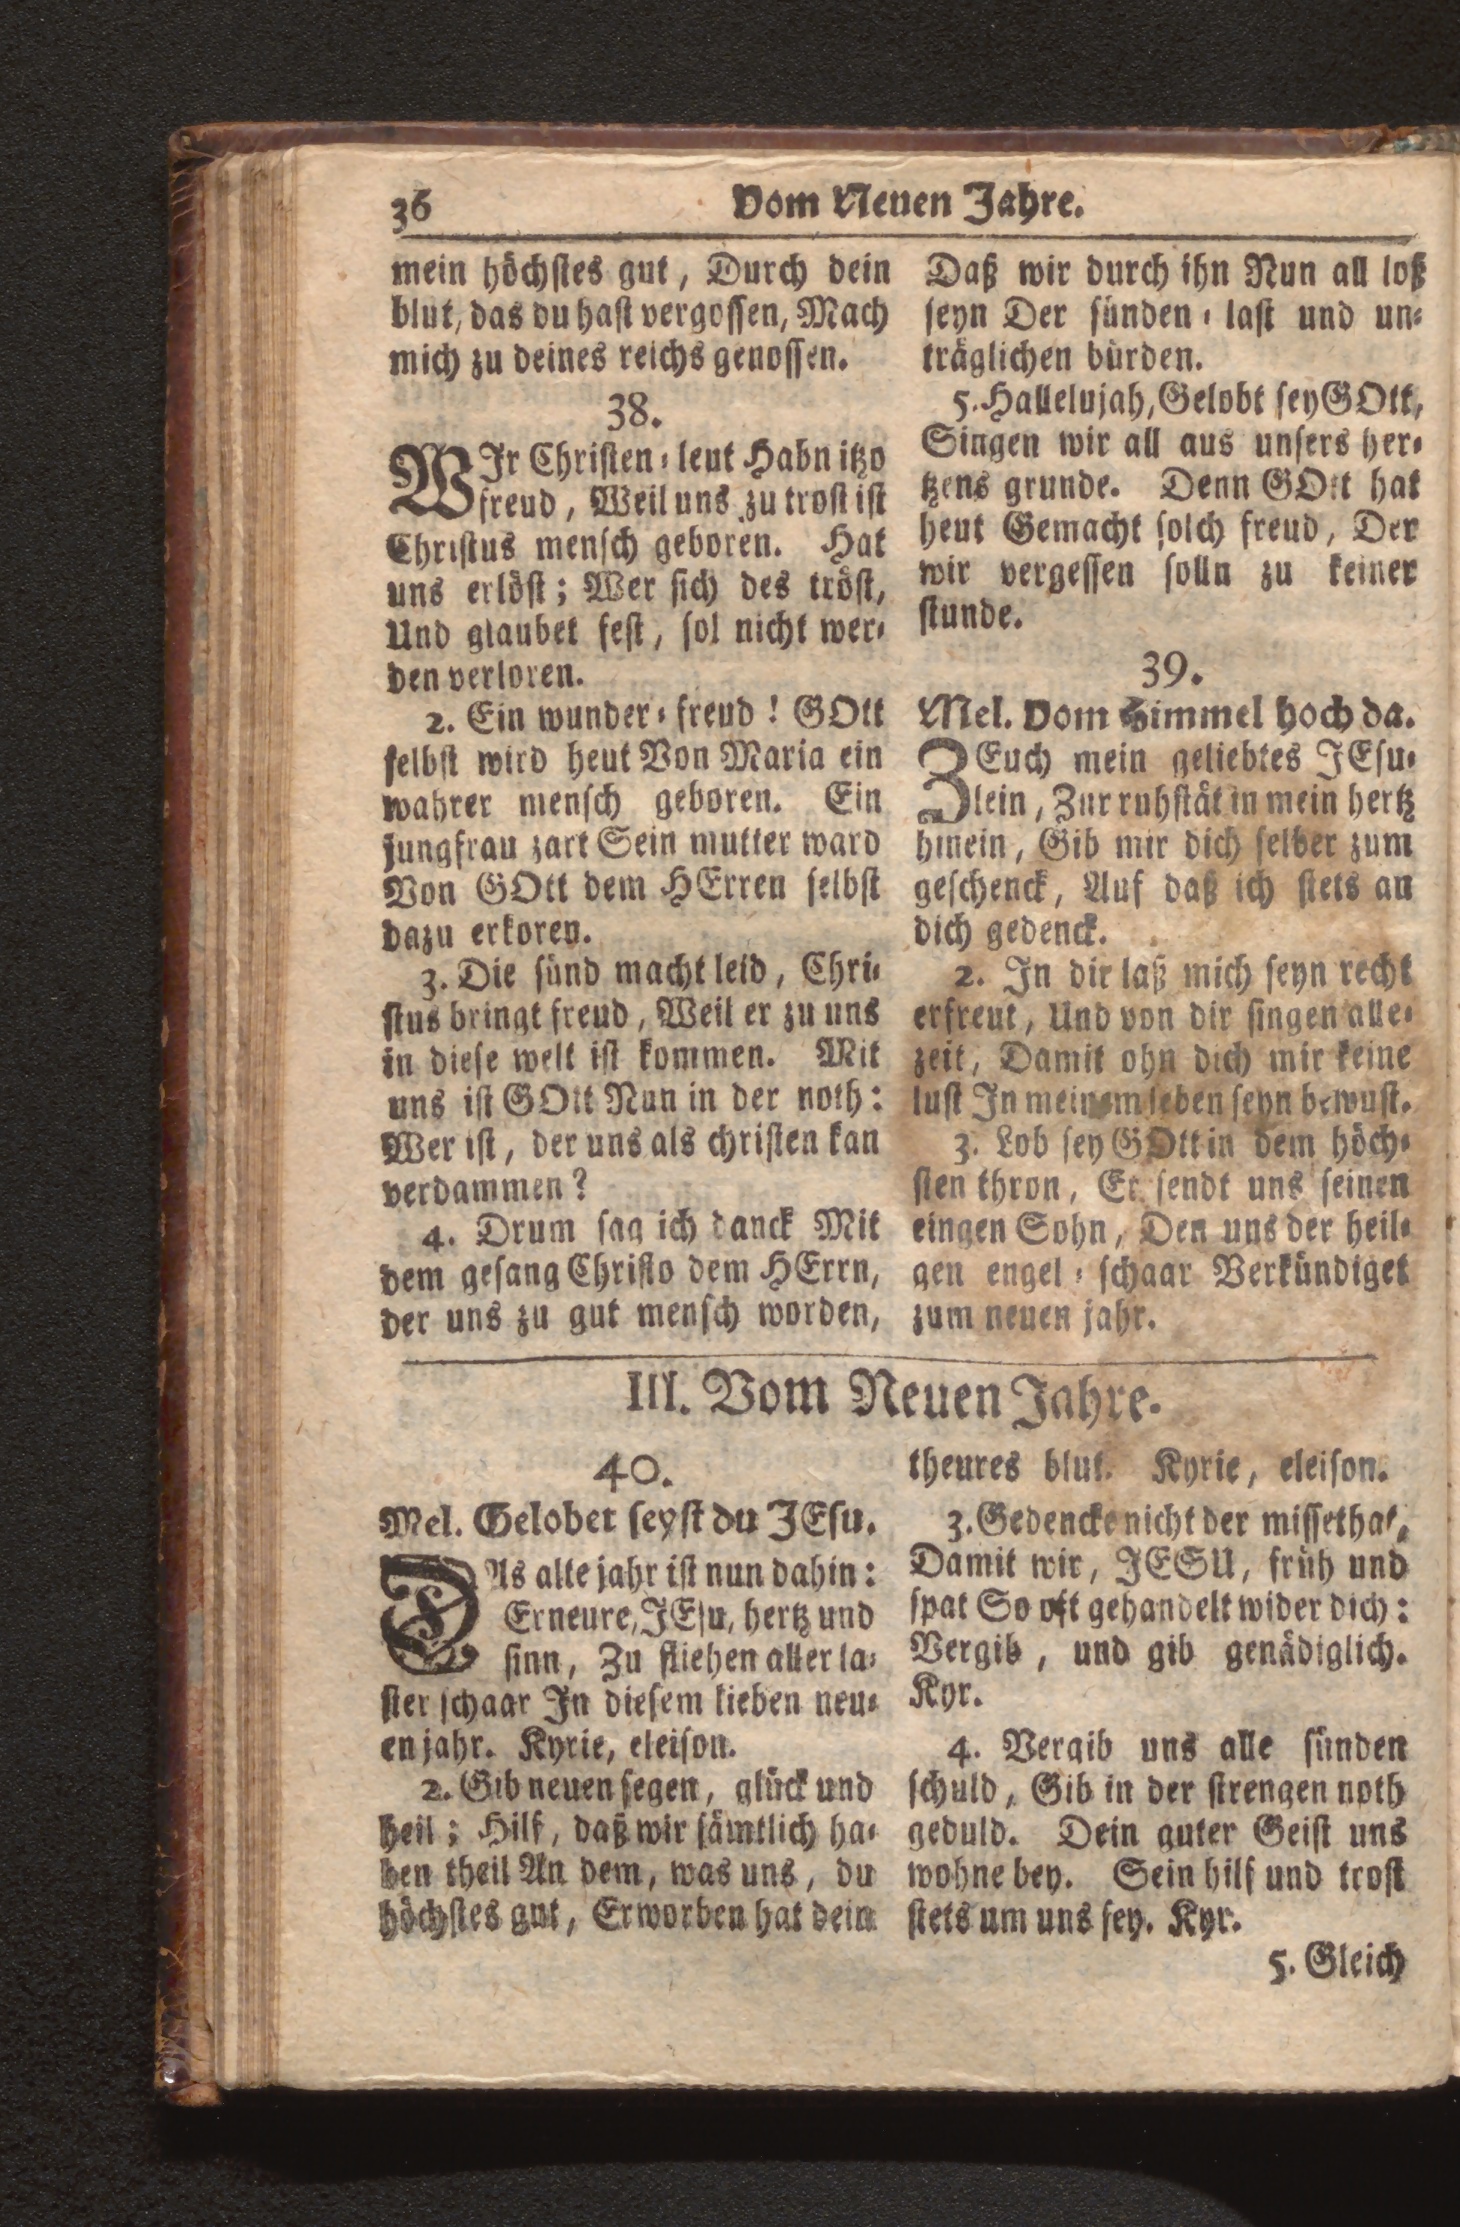 36
Vom Neuen Jahre.
mein höchstes gut, Durch dein
blut, das du hast vergossen, Mach
mich zu deines reichs genossen.
38.
WIr Christen-leut Habn itzo
freud, Weil uns zu trost ist
Christus mensch geboren. Hat
uns erlöst; Wer sich des tröst,
Und glaubet fest, sol nicht wer-
den verloren.
2. Ein wunder-freud! GOtt
selbst wird heut Von Maria ein
wahrer mensch geboren. Ein
jungfrau zart Sein mutter ward
Von GOtt dem HErren selbst
dazu erkoren.
3. Die sünd macht leid, Chri-
stus bringt freud, Weil er zu uns
in diese welt ist kommen. Mit
uns ist GOtt Nun in der noth:
Wer ist, der uns als christen kan
verdammen?
4. Drum sag ich danck Mit
dem gesang Christo dem HErrn,
der uns zu gut mensch worden,
Daß wir durch ihn Nun all loß
seyn Der sünden-last und un-
träglichen bürden.
5. Hallelujah, Gelobt sey GOtt,
Singen wir all aus unsers her-
tzens grunde. Denn GOtt hat
heut Gemacht solch freud, Der
wir vergessen solln zu keiner
stunde.
39.
Mel. Vom Himmel hoch da.
ZEuch mein geliebtes JEsu-
lein, Zur ruhstät in mein hertz
hinein, Gib mir dich selber zum
geschenck, Auf daß ich stets an
dich gedenck.
2. In dir laß mich seyn recht
erfreut, Und von dir singen alle-
zeit, Damit ohn dich mir keine
lust In meinem leben seyn bewust.
3. Lob sey GOtt in dem höch-
sten thron, Er sendt uns seinen
eingen Sohn, Den uns der heil-
gen engel-schaar Verkündiget
zum neuen jahr.
III. Vom Neuen Jahre.
40.
Mel. Gelobet seyst du JEsu.
DAs alte jahr ist nun dahin:
Erneure, JEsu, hertz und
sinn, Zu fliehen aller la-
ster schaar In diesem lieben neu-
en jahr. Kyrie, eleison.
2. Gib neuen segen, glück und
heil; Hilf, daß wir sämtlich ha-
ben theil An dem, was uns, du
höchstes gut, Erworben hat dein
theures blut. Kyrie, eleison.
3. Gedencke nicht der missethat,
Damit wir, JESU, früh und
spat So oft gehandelt wider dich:
Vergib, und gib genädiglich.
Kyr.
4. Vergib uns alle sünden
schuld, Gib in der strengen noth
geduld. Dein guter Geist uns
wohne bey. Sein hilf und trost
stets um uns sey. Kyr.
5. Gleich